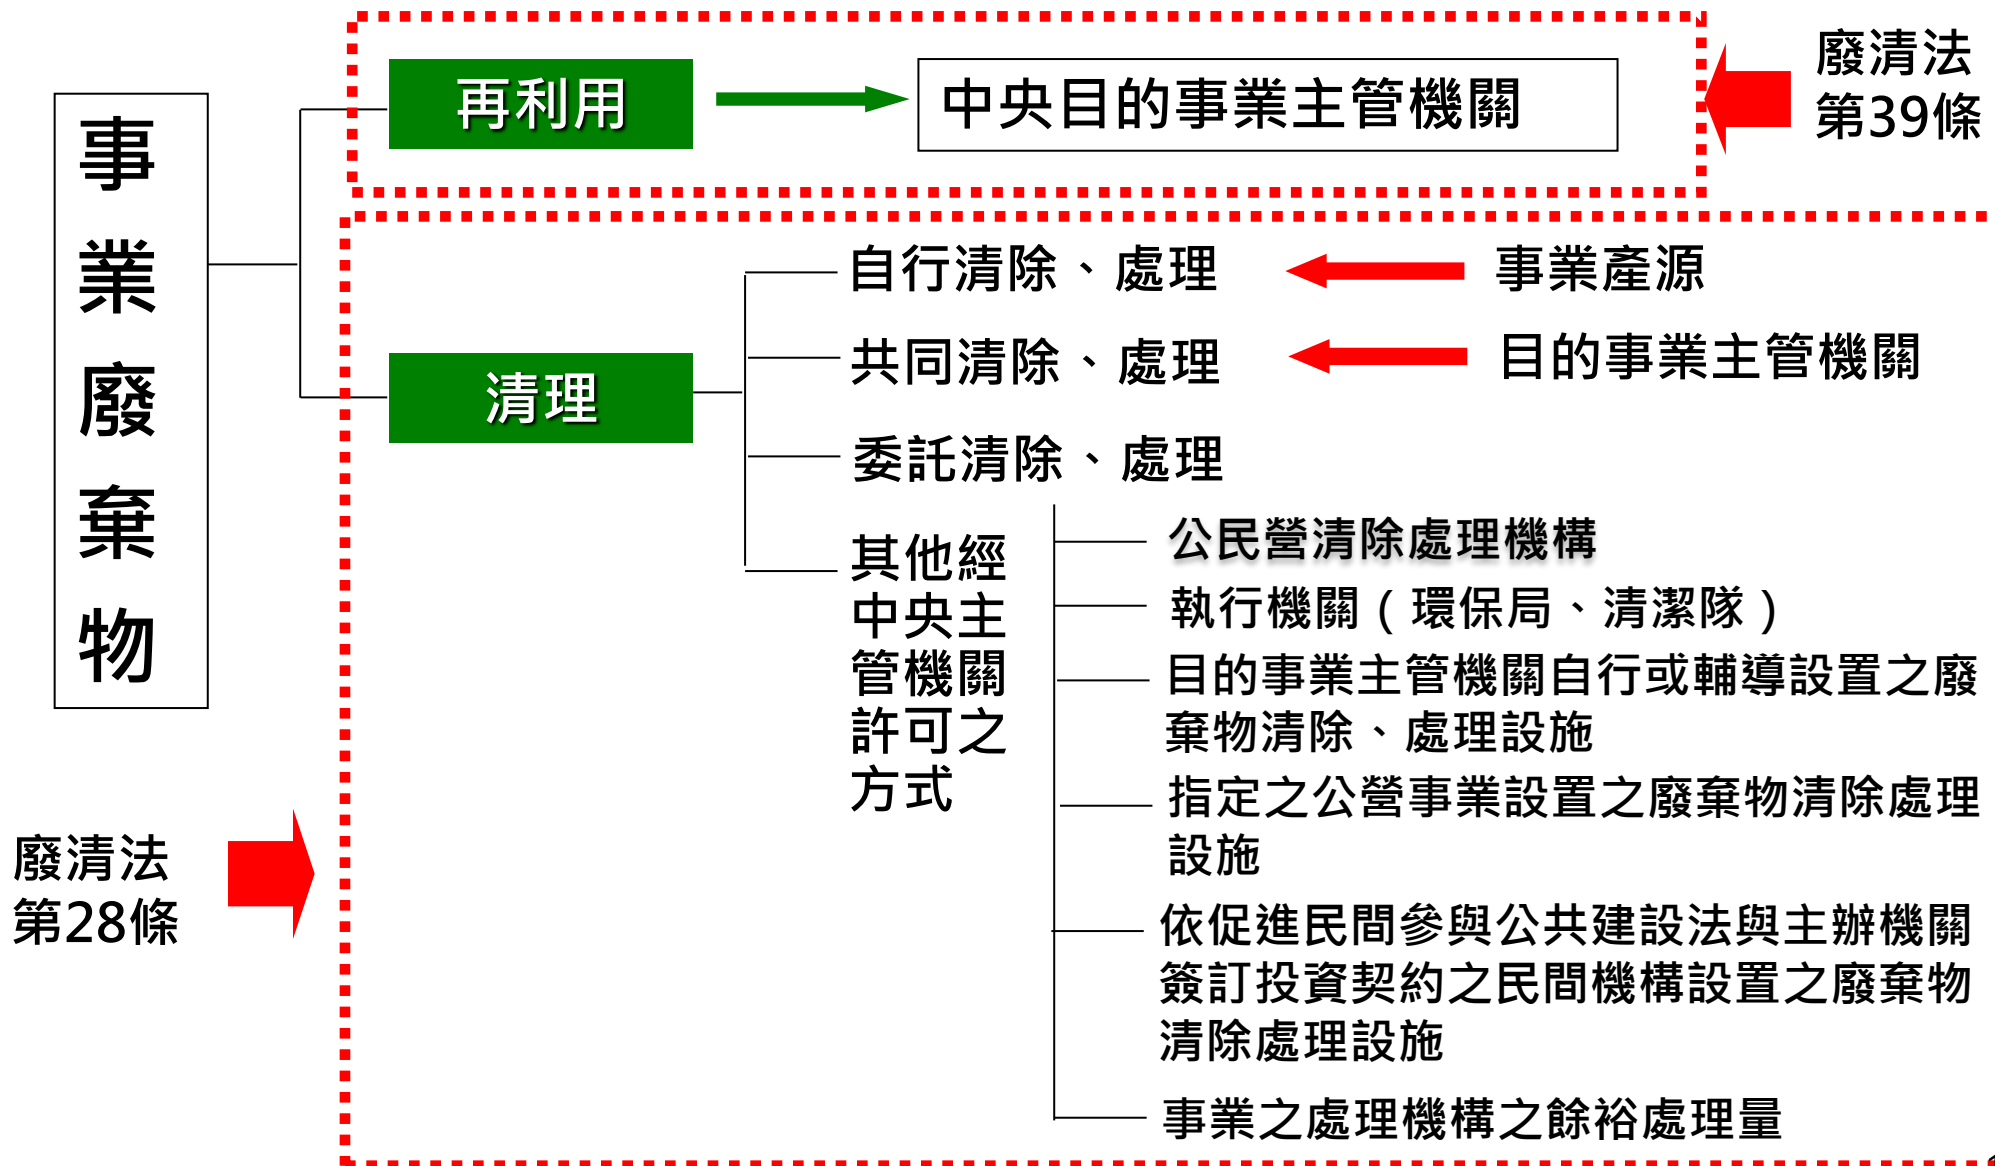 事
業
廢
棄
物
再利用
中央目的事業主管機關
廢清法
第39條
清理
自行清除、處理
事業產源
共同清除、處理
目的事業主管機關
委託清除、處理
公民營清除處理機構
執行機關（環保局、清潔隊）
目的事業主管機關自行或輔導設置之廢
棄物清除、處理設施
指定之公營事業設置之廢棄物清除處理
設施
依促進民間參與公共建設法與主辦機關
簽訂投資契約之民間機構設置之廢棄物
清除處理設施
事業之處理機構之餘裕處理量
其他經
中央主
管機關
許可之
方式
廢清法
第28條